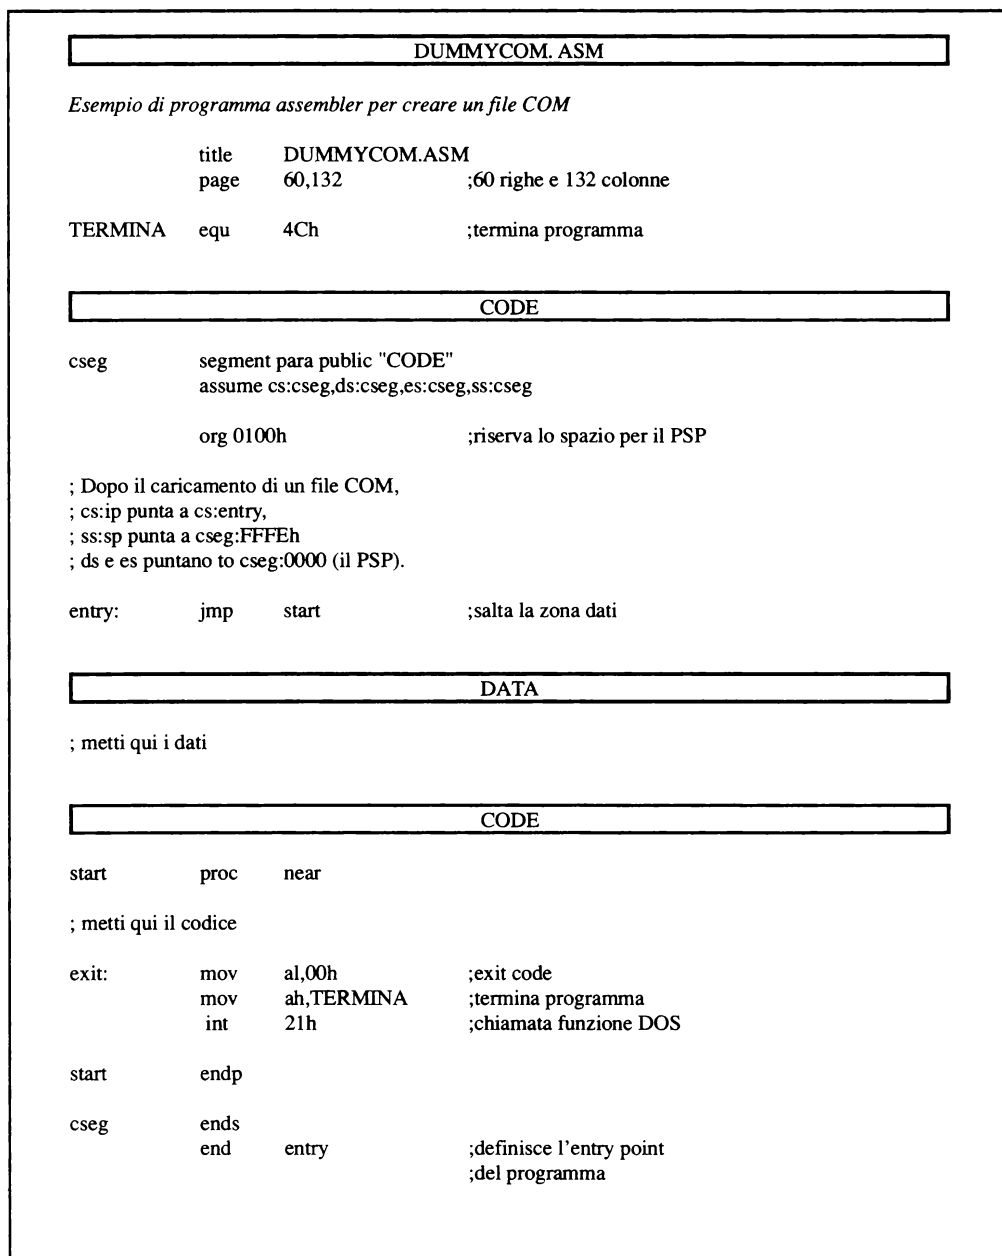 DUMMYCOM. ASM
Esempio di programma assembler per creare un file COM
title DUMMYCOM.ASM
page 60,132 ;60 righe e 132 colonne
TERMINA equ 4Ch ;termina programma
CODE
cseg segment para public "CODE"
assume cs:cseg,ds:cseg,es:cseg,ss:cseg
org 0100h ;riserva lo spazio per il PSP
; Dopo il caricamento di un file COM,
; cs:ip punta a cs:entry,
; ss:sp punta a cseg:FFFEh
; ds e es puntano to cseg:0000 (il PSP).
entry: jmp start ;salta la zona dati
DATA
; metti qui i dati
CODE
start proc near
; metti qui il codice
exit: mov al,00h ;exit code
mov ah,TERMINA ;termina programma
int 21h ;chiamata funzione DOS
start endp
cseg ends
end entry ;definisce l'entry point
;del programma